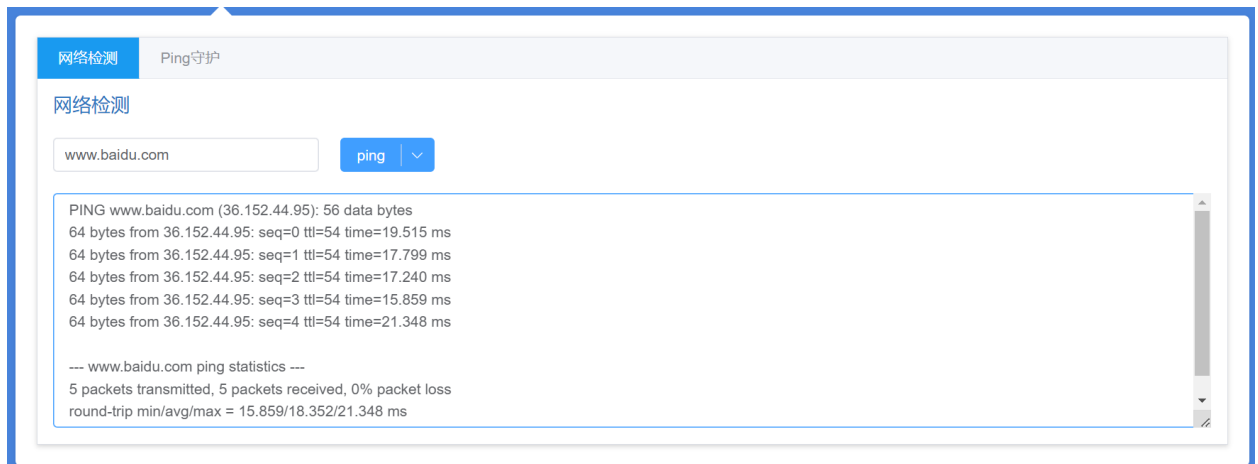 网络检测 Ping守护
网络检测
www.baidu.com ping
PING www.baidu.com (36.152.44.95): 56 data bytes
64 bytes from 36.152.44.95: seq=0 ttl=54 time=19.515 ms
64 bytes from 36.152.44.95: seq=1 ttl=54 time=17.799 ms
64 bytes from 36.152.44.95: seq=2 ttl=54 time=17.240 ms
64 bytes from 36.152.44.95: seq=3 ttl=54 time=15.859 ms
64 bytes from 36.152.44.95: seq=4 ttl=54 time=21.348 ms
--- www.baidu.com ping statistics ---
5 packets transmitted, 5 packets received, 0% packet loss
round-trip min/avg/max = 15.859/18.352/21.348 ms